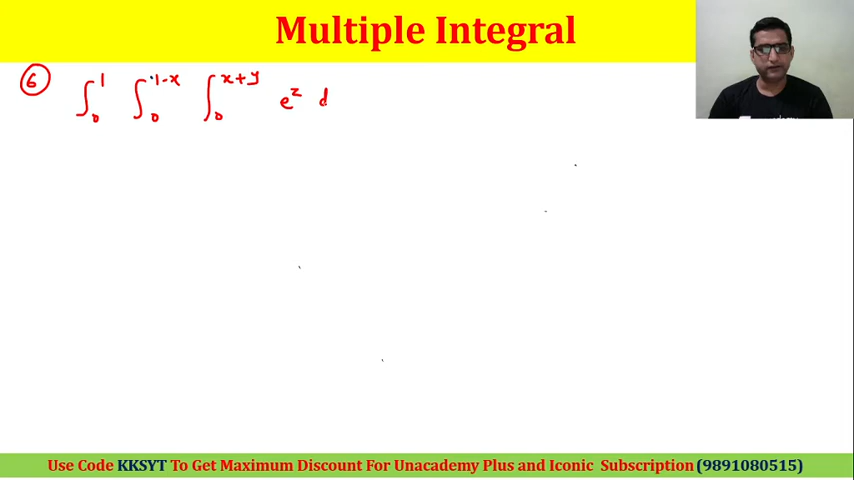 Multiple Integral
6 ∫₀¹ ∫₀^{1-x} ∫₀^{x+y} e^z d
Use Code KKSYT To Get Maximum Discount For Unacademy Plus and Iconic Subscription (9891080515)